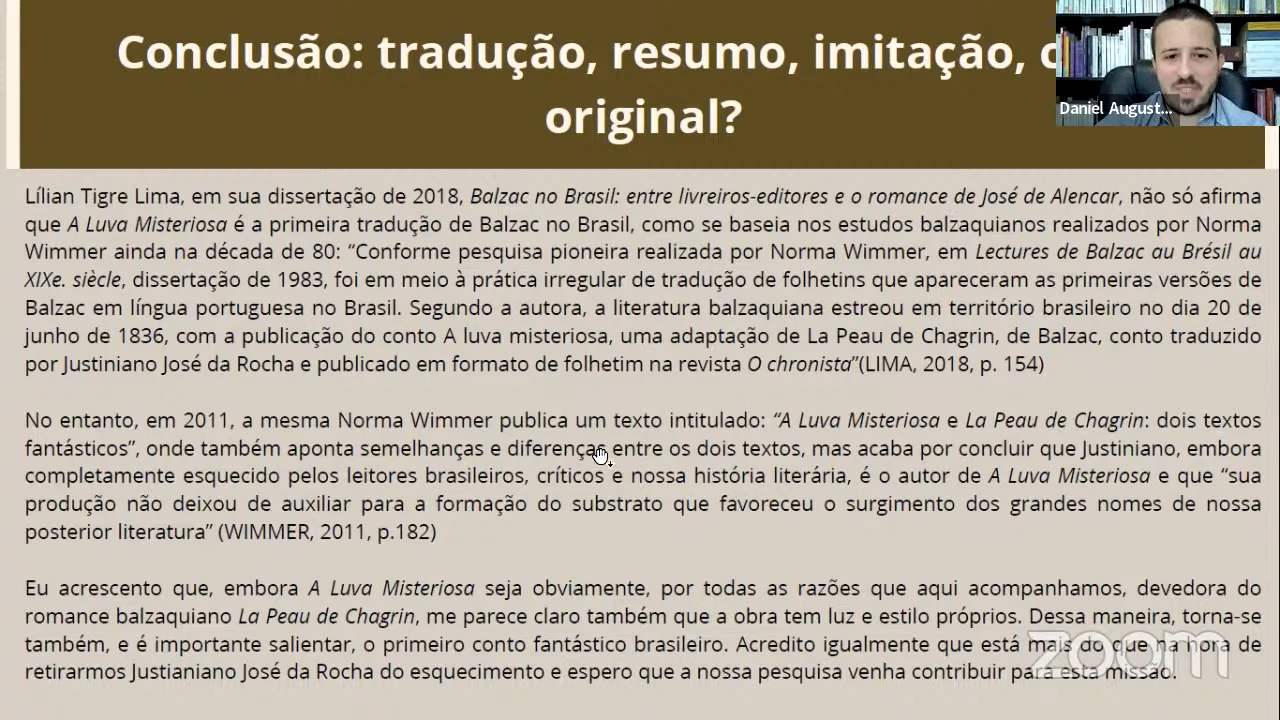 Conclusão: tradução, resumo, imitação,
original?
Daniel August...
Lílian Tigre Lima, em sua dissertação de 2018, Balzac no Brasil: entre livreiros-editores e o romance de José de Alencar, não só afirma
que A Luva Misteriosa é a primeira tradução de Balzac no Brasil, como se baseia nos estudos balzaquianos realizados por Norma
Wimmer ainda na década de 80: “Conforme pesquisa pioneira realizada por Norma Wimmer, em Lectures de Balzac au Brésil au
XIXe. siècle, dissertação de 1983, foi em meio à prática irregular de tradução de folhetins que apareceram as primeiras versões de
Balzac em língua portuguesa no Brasil. Segundo a autora, a literatura balzaquiana estreou em território brasileiro no dia 20 de
junho de 1836, com a publicação do conto A luva misteriosa, uma adaptação de La Peau de Chagrin, de Balzac, conto traduzido
por Justiniano José da Rocha e publicado em formato de folhetim na revista O chronista”(LIMA, 2018, p. 154)
No entanto, em 2011, a mesma Norma Wimmer publica um texto intitulado: “A Luva Misteriosa e La Peau de Chagrin: dois textos
fantásticos”, onde também aponta semelhanças e diferenças entre os dois textos, mas acaba por concluir que Justiniano, embora
completamente esquecido pelos leitores brasileiros, críticos e nossa história literária, é o autor de A Luva Misteriosa e que “sua
produção não deixou de auxiliar para a formação do substrato que favoreceu o surgimento dos grandes nomes de nossa
posterior literatura” (WIMMER, 2011, p.182)
Eu acrescento que, embora A Luva Misteriosa seja obviamente, por todas as razões que aqui acompanhamos, devedora do
romance balzaquiano La Peau de Chagrin, me parece claro também que a obra tem luz e estilo próprios. Dessa maneira, torna-se
também, e é importante salientar, o primeiro conto fantástico brasileiro. Acredito igualmente que está mais do que na hora de
retirarmos Justianiano José da Rocha do esquecimento e espero que a nossa pesquisa venha contribuir para esta missão.
zoom